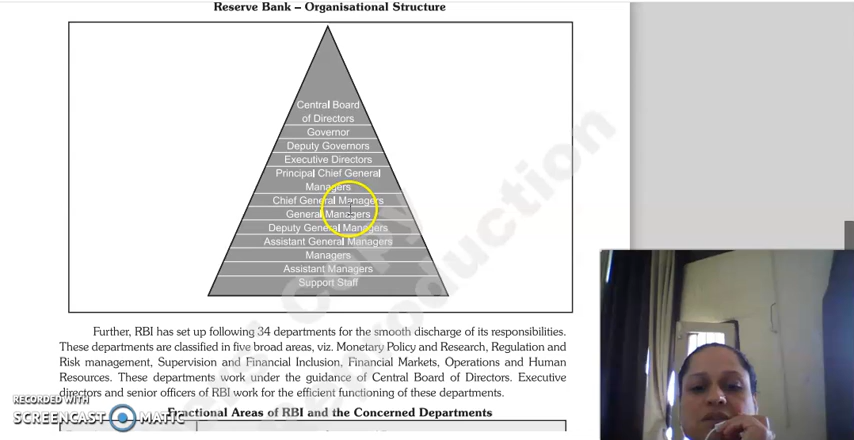 Reserve Bank – Organisational Structure
Central Board
of Directors
Governor
Deputy Governors
Executive Directors
Principal Chief General
Managers
Chief General Managers
General Managers
Deputy General Managers
Assistant General Managers
Managers
Assistant Managers
Support Staff
Further, RBI has set up following 34 departments for the smooth discharge of its responsibilities.
These departments are classified in five broad areas, viz. Monetary Policy and Research, Regulation and
Risk management, Supervision and Financial Inclusion, Financial Markets, Operations and Human
Resources. These departments work under the guidance of Central Board of Directors. Executive
directors and senior officers of RBI work for the efficient functioning of these departments.
Fractional Areas of RBI and the Concerned Departments
RECORDED WITH
SCREENCAST MATIC